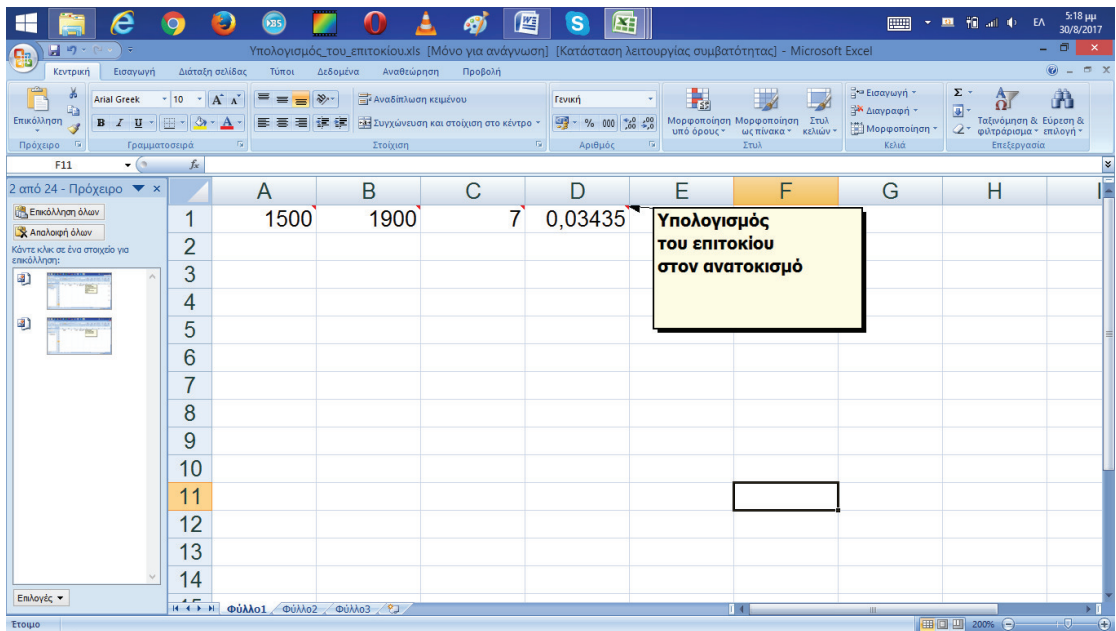 5:18 μμ
ΕΛ
30/8/2017
Υπολογισμός_του_επιτοκίου.xls [Μόνο για ανάγνωση] [Κατάσταση λειτουργίας συμβατότητας] - Microsoft Excel
Κεντρική Εισαγωγή Διάταξη σελίδας Τύποι Δεδομένα Αναθεώρηση Προβολή
Επικόλληση
Arial Greek 10
B I U
Αναδίπλωση κειμένου
Συγχώνευση και στοίχιση στο κέντρο
Γενική
% 000
Μορφοποίηση υπό όρους
Μορφοποίηση ως πίνακα
Στυλ κελιών
Εισαγωγή
Διαγραφή
Μορφοποίηση
Σ
Ταξινόμηση & φιλτράρισμα
Εύρεση & επιλογή
Πρόχειρο Γραμματοσειρά Στοίχιση Αριθμός Στυλ Κελιά Επεξεργασία
F11 fx
2 από 24 - Πρόχειρο
Επικόλληση όλων
Απαλοιφή όλων
Κάντε κλικ σε ένα στοιχείο για
επικόλληση:
A B C D E F G H I
1 1500 1900 7 0,03435
Υπολογισμός
του επιτοκίου
στον ανατοκισμό
2
3
4
5
6
7
8
9
10
11
12
13
14
15
Επιλογές
Φύλλο1 Φύλλο2 Φύλλο3
Έτοιμο 200%